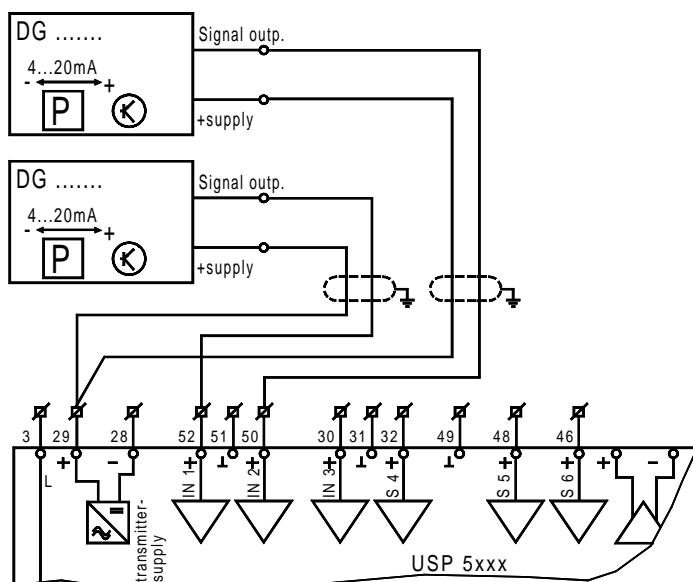 DG .......
Signal outp.
4...20mA
- +
P
+supply
DG .......
Signal outp.
4...20mA
- +
P
+supply
3 29 28 52 51 50 30 31 32 49 48 46
+ - ⊥ + + ⊥ + ⊥ + + + -
L
IN 1
IN 2
IN 3
S 4
S 5
S 6
transmitter-
supply
USP 5xxx